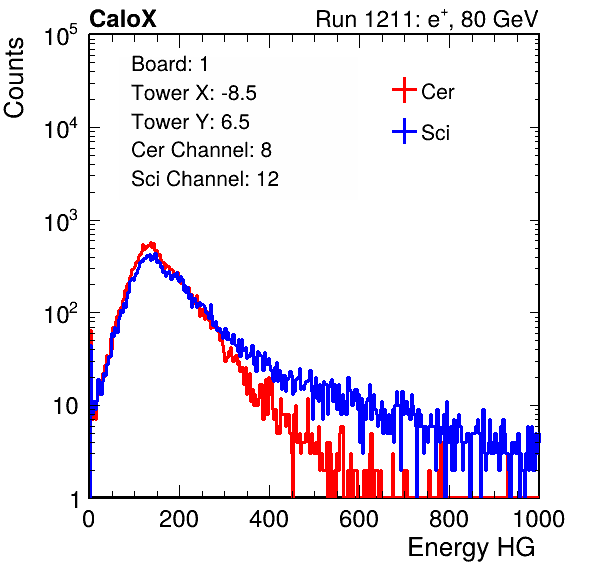 CaloX Run 1211: e⁺, 80 GeV
Counts
Board: 1
Tower X: -8.5
Tower Y: 6.5
Cer Channel: 8
Sci Channel: 12
Cer
Sci
10⁵
10⁴
10³
10²
10
1
0 200 400 600 800 1000
Energy HG